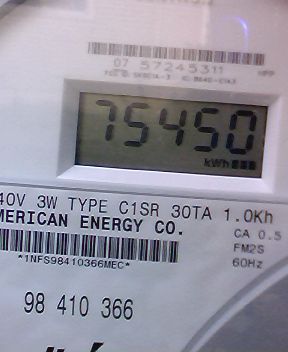 07 57245311
HPP
75450
kWh
40V 3W TYPE C1SR 30TA 1.0Kh
MERICAN ENERGY CO.
CA 0.5
FM2S
*1NFS98410366MEC*
60Hz
98 410 366